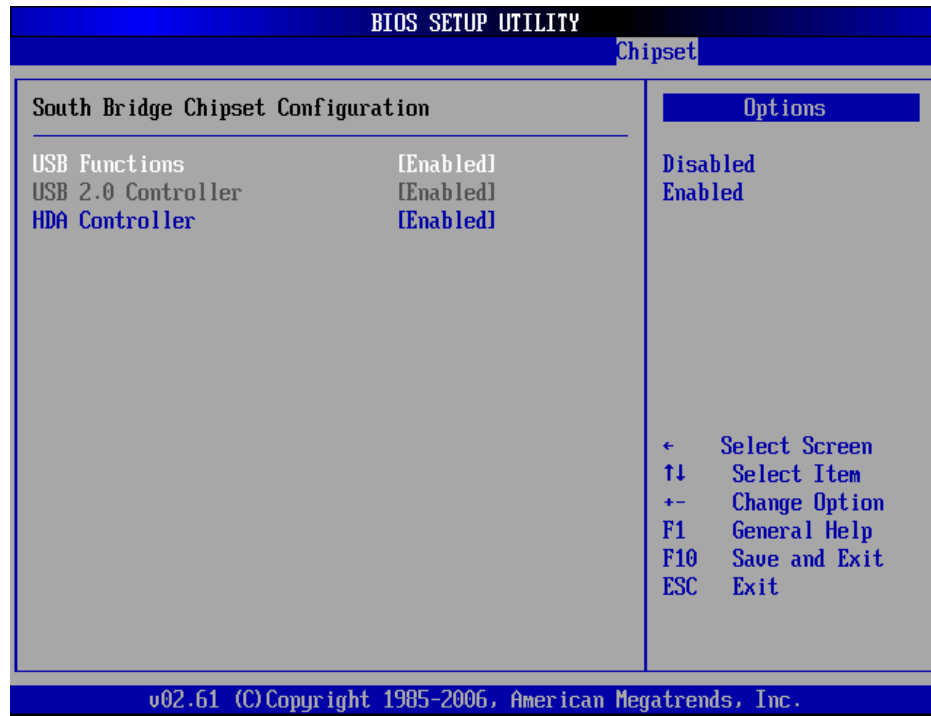 BIOS SETUP UTILITY
Chipset
South Bridge Chipset Configuration
USB Functions [Enabled]
USB 2.0 Controller [Enabled]
HDA Controller [Enabled]
Options
Disabled
Enabled
← Select Screen
↑↓ Select Item
+- Change Option
F1 General Help
F10 Save and Exit
ESC Exit
v02.61 (C)Copyright 1985-2006, American Megatrends, Inc.